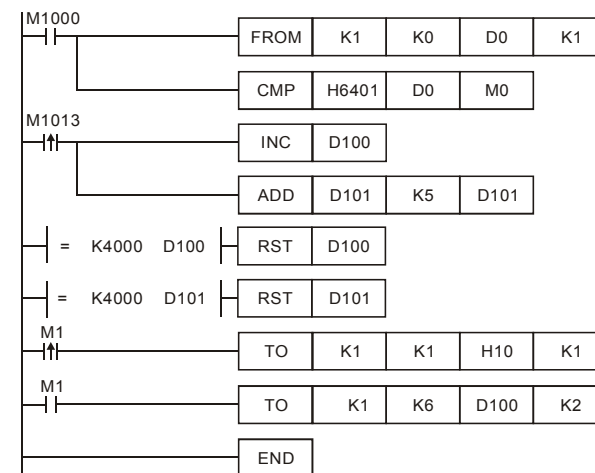 M1000
FROM K1 K0 D0 K1
CMP H6401 D0 M0
M1013
INC D100
ADD D101 K5 D101
= K4000 D100 RST D100
= K4000 D101 RST D101
M1
TO K1 K1 H10 K1
M1
TO K1 K6 D100 K2
END